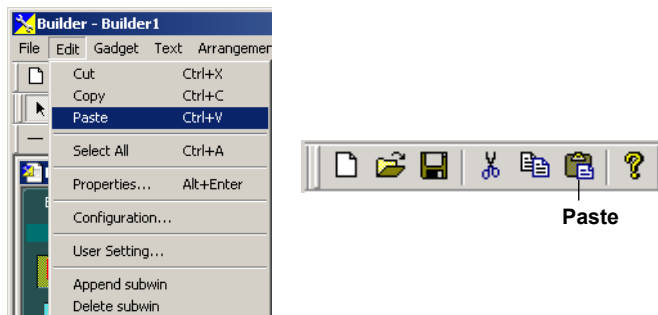 Builder - Builder1
File Edit Gadget Text Arrangemen
Cut Ctrl+X
Copy Ctrl+C
Paste Ctrl+V
Select All Ctrl+A
Properties... Alt+Enter
Configuration...
User Setting...
Append subwin
Delete subwin
Paste